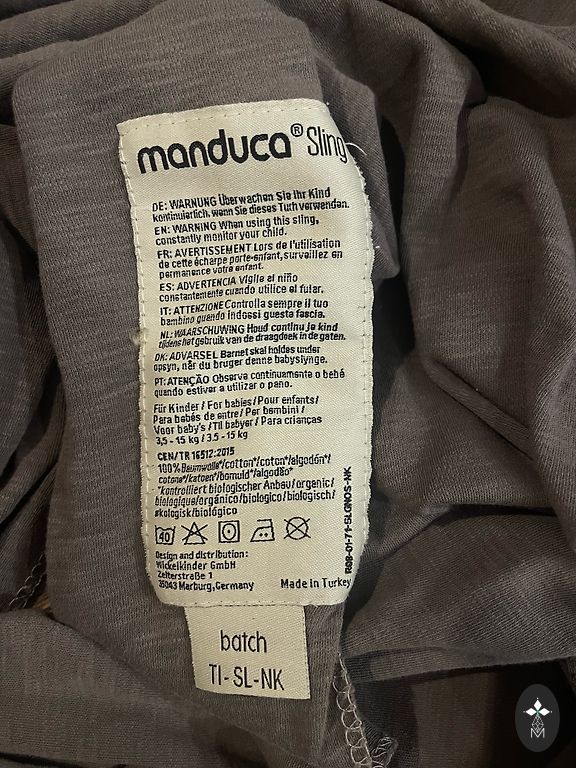 manduca® Sling
DE: WARNUNG Überwachen Sie Ihr Kind
kontinuierlich, wenn Sie dieses Tuch verwenden.
EN: WARNING When using this sling,
constantly monitor your child.
FR: AVERTISSEMENT Lors de l'utilisation
de cette écharpe porte-enfant, surveillez en
permanence votre enfant.
ES: ADVERTENCIA Vigile al niño
constantemente cuando utilice el fular.
IT: ATTENZIONE Controlla sempre il tuo
bambino quando indossi questa fascia.
NL: WAARSCHUWING Houd continu je kind
tijdens het gebruik van de draagdoek in de gaten.
DK: ADVARSEL Barnet skal holdes under
opsyn, når du bruger denne babyslynge.
PT: ATENÇÃO Observe continuamente o bebé
quando estiver a utilizar o pano.
Für Kinder / For babies / Pour enfants /
Para bebés de entre / Per bambini /
Voor baby's / Til babyer / Para crianças
3,5 - 15 kg / 3.5 - 15 kg
CEN/TR 16512:2015
100% Baumwolle*/cotton*/coton*/algodón*/
cotone*/katoen*/bomuld*/algodão*
*kontrolliert biologischer Anbau/organic/
biologique/orgánico/biologico/biologisch/
økologisk/biológico
40
Design and distribution:
Wickelkinder GmbH
Zeiterstraße 1
35043 Marburg, Germany
Made in Turkey
RSB-01-71-SLGNOS-NK
batch
TI-SL-NK
M